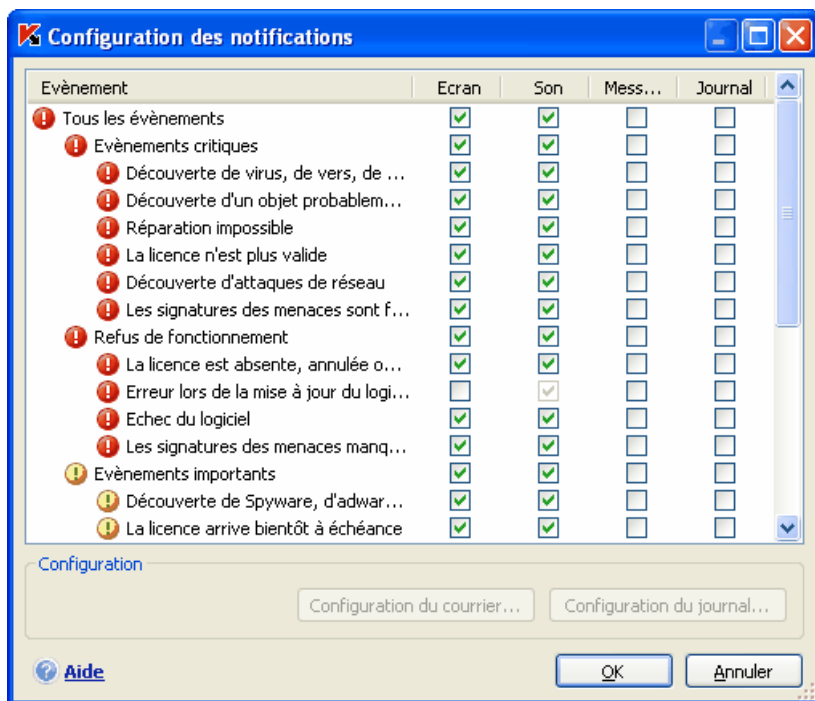 Configuration des notifications
Evènement Ecran Son Mess... Journal
Tous les évènements
Evènements critiques
Découverte de virus, de vers, de ...
Découverte d'un objet probablem...
Réparation impossible
La licence n'est plus valide
Découverte d'attaques de réseau
Les signatures des menaces sont f...
Refus de fonctionnement
La licence est absente, annulée o...
Erreur lors de la mise à jour du logi...
Echec du logiciel
Les signatures des menaces manq...
Evènements importants
Découverte de Spyware, d'adwar...
La licence arrive bientôt à échéance
Configuration
Configuration du courrier... Configuration du journal...
Aide OK Annuler